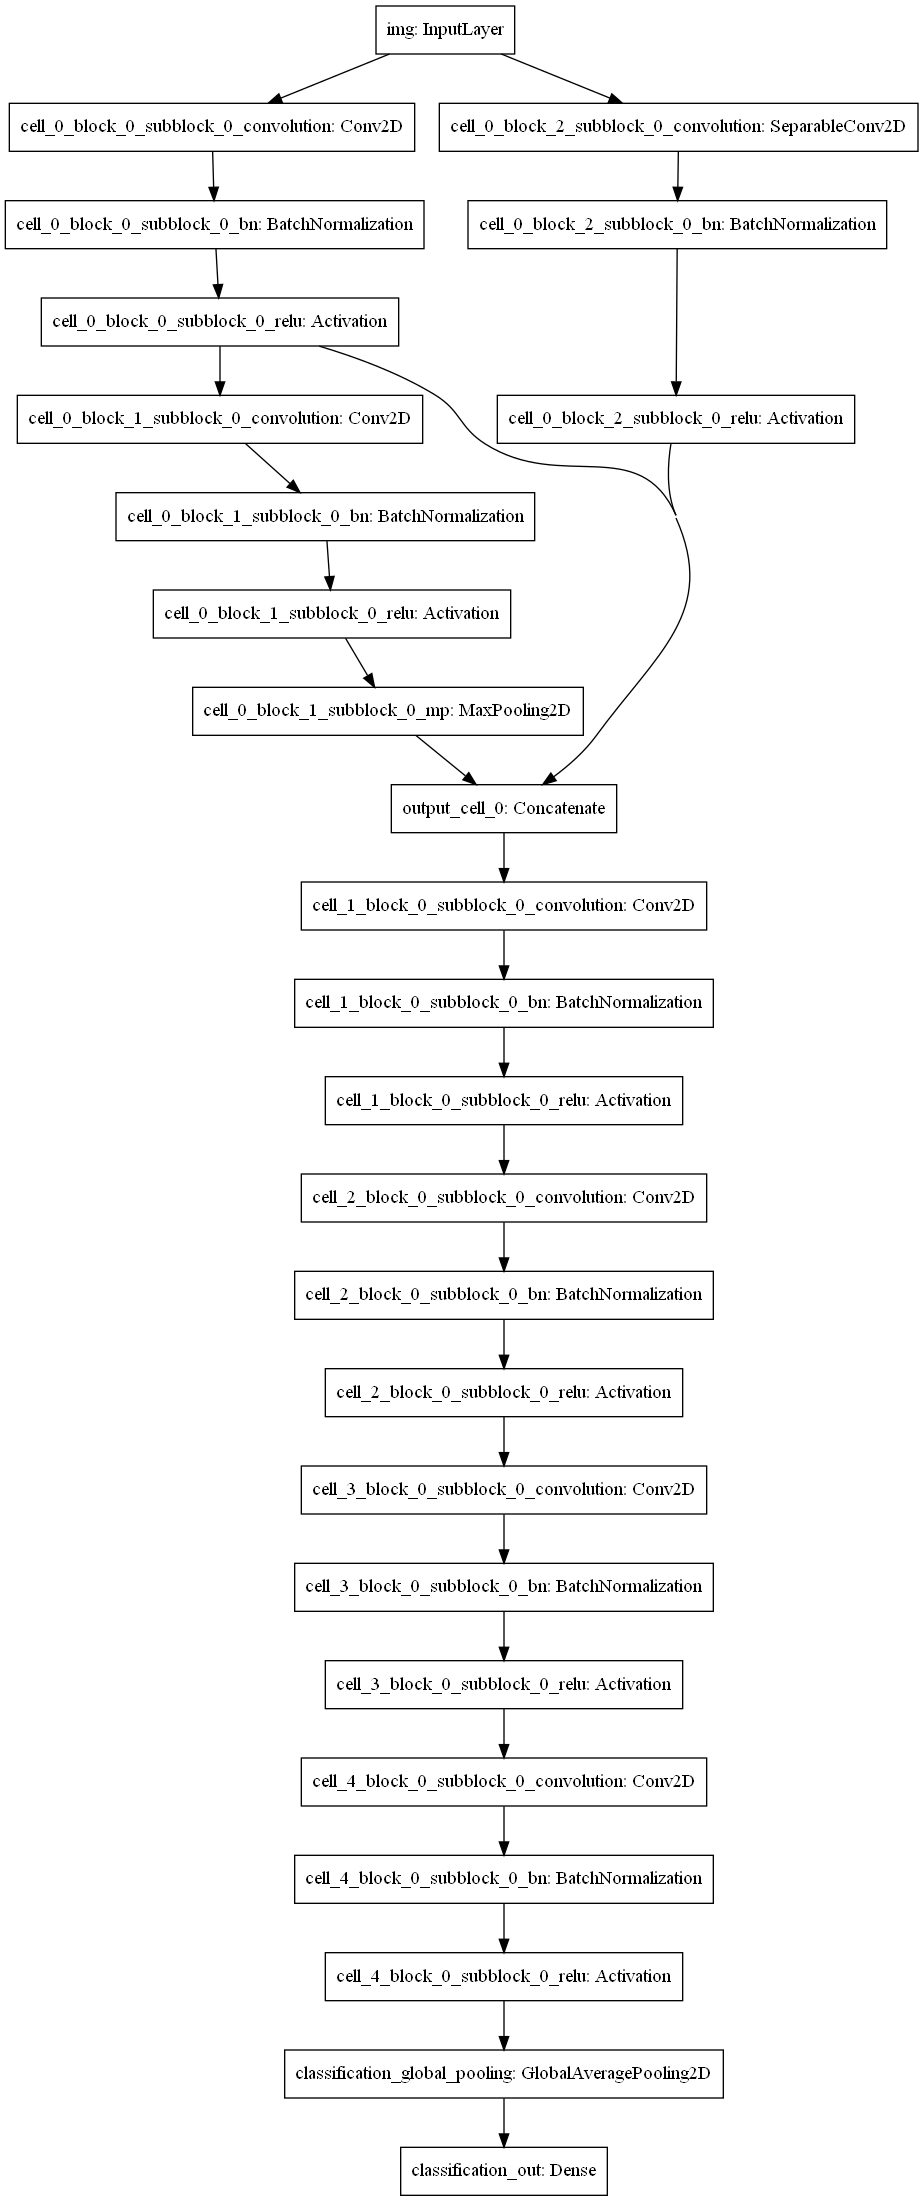 img: InputLayer
cell_0_block_0_subblock_0_convolution: Conv2D
cell_0_block_2_subblock_0_convolution: SeparableConv2D
cell_0_block_0_subblock_0_bn: BatchNormalization
cell_0_block_2_subblock_0_bn: BatchNormalization
cell_0_block_0_subblock_0_relu: Activation
cell_0_block_1_subblock_0_convolution: Conv2D
cell_0_block_2_subblock_0_relu: Activation
cell_0_block_1_subblock_0_bn: BatchNormalization
cell_0_block_1_subblock_0_relu: Activation
cell_0_block_1_subblock_0_mp: MaxPooling2D
output_cell_0: Concatenate
cell_1_block_0_subblock_0_convolution: Conv2D
cell_1_block_0_subblock_0_bn: BatchNormalization
cell_1_block_0_subblock_0_relu: Activation
cell_2_block_0_subblock_0_convolution: Conv2D
cell_2_block_0_subblock_0_bn: BatchNormalization
cell_2_block_0_subblock_0_relu: Activation
cell_3_block_0_subblock_0_convolution: Conv2D
cell_3_block_0_subblock_0_bn: BatchNormalization
cell_3_block_0_subblock_0_relu: Activation
cell_4_block_0_subblock_0_convolution: Conv2D
cell_4_block_0_subblock_0_bn: BatchNormalization
cell_4_block_0_subblock_0_relu: Activation
classification_global_pooling: GlobalAveragePooling2D
classification_out: Dense